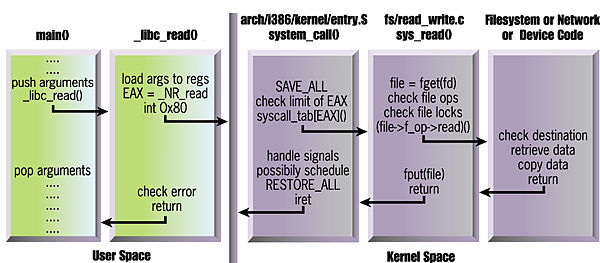 main()
....
....
push arguments
_libc_read()
pop arguments
....
....
....
....
_libc_read()
load args to regs
EAX = _NR_read
int 0x80
check error
return
arch/i386/kernel/entry.S
system_call()
SAVE_ALL
check limit of EAX
syscall_tab[EAX]()
handle signals
possibily schedule
RESTORE_ALL
iret
fs/read_write.c
sys_read()
file = fget(fd)
check file ops
check file locks
(file->f_op->read)()
fput(file)
return
Filesystem or Network
or Device Code
check destination
retrieve data
copy data
return
User Space
Kernel Space